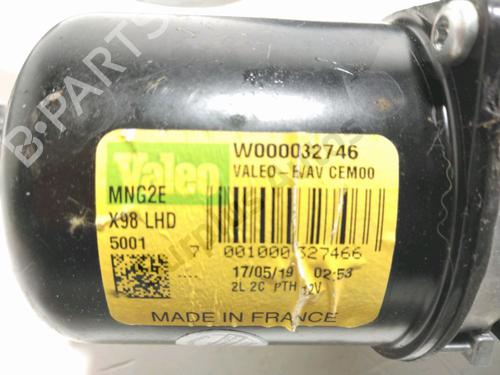 Valeo
W000032746
VALEO-E/AV CEM00
MNG2E
X98 LHD
5001
7 001000 327466
17/05/19 02:53
2L 2C PTH 12V
MADE IN FRANCE
B-PARTS